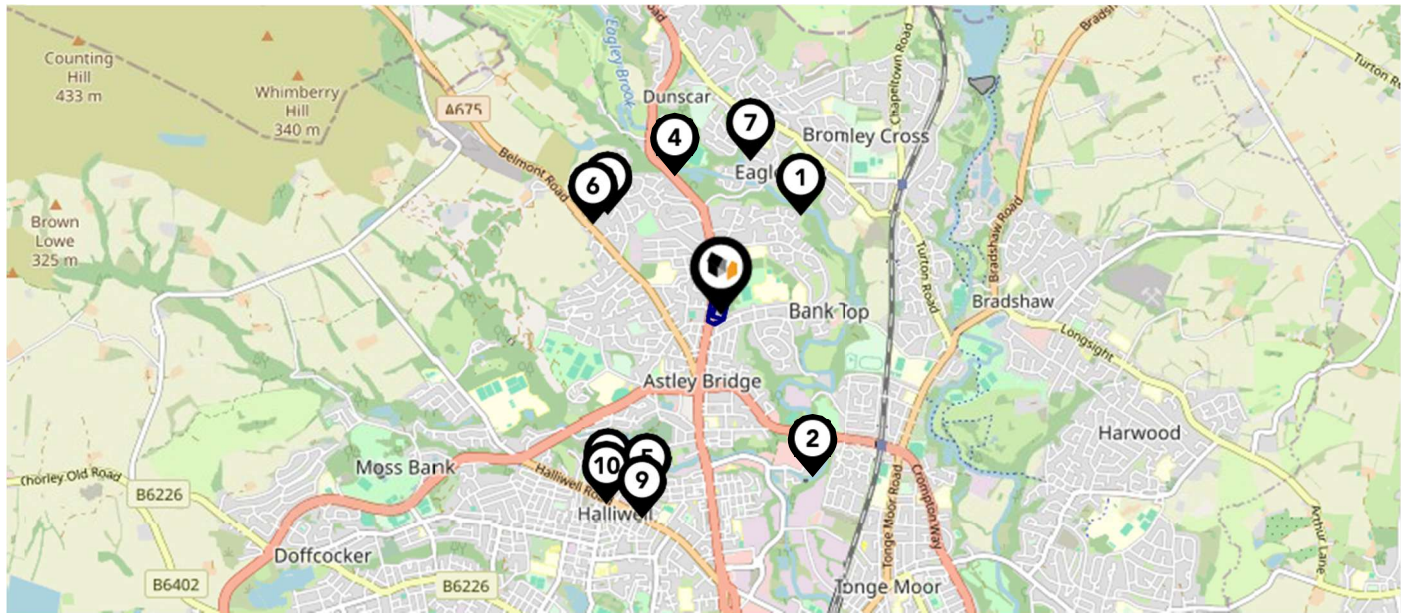 Road
Bradsh
Counting
Hill
433 m
Whimberry
Hill
340 m
Eagley Brook
Dunscar
A675
Chapeltown Road
Turton R
7
4
Bromley Cross
Belmont Road
Eagle
1
6
Brown
Lowe
325 m
Bradshaw Road
Turton Road
Bank Top
Bradshaw
Longsight
Astley Bridge
2
Harwood
5
10
9
Moss Bank
Halliwell Road
Chorley Old Road
B6226
Halliwell
Tonge Moor Road
Crompton Way
Arthur Lane
Doffcocker
B6402
B6226
Tonge Moor